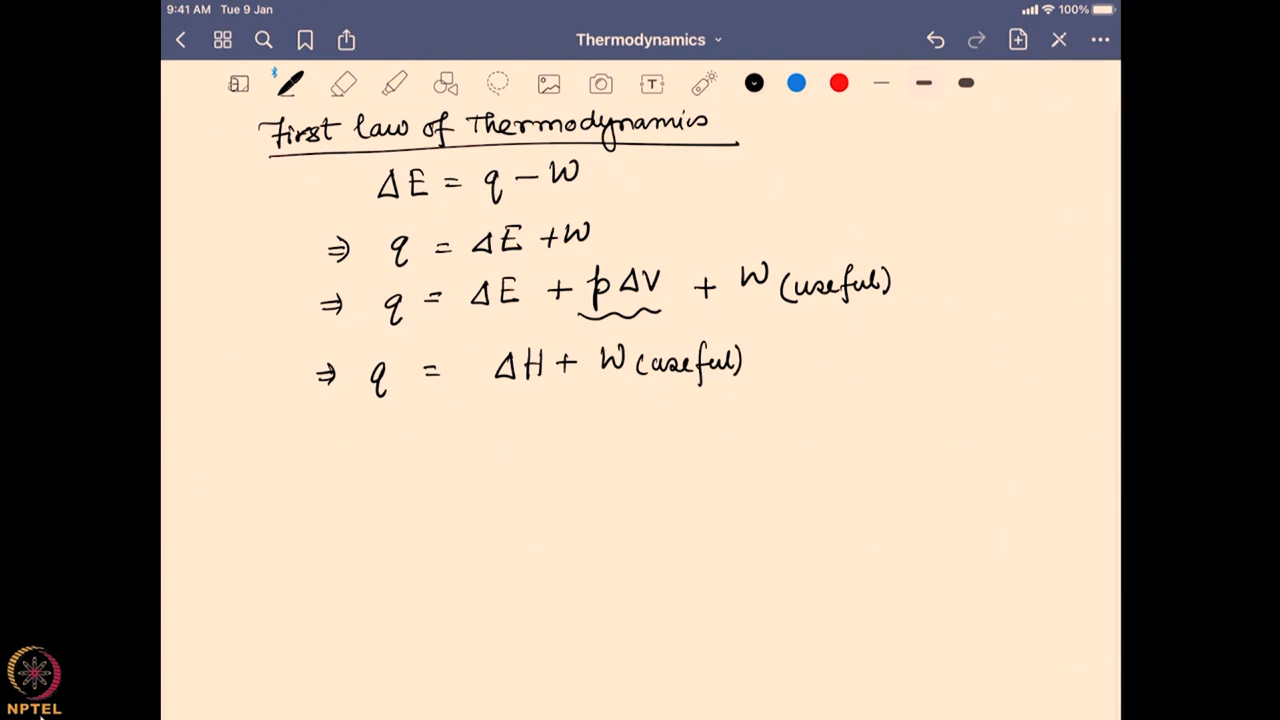 9:41 AM Tue 9 Jan 100%
Thermodynamics
T
First law of Thermodynamics
ΔE = q - W
⇒ q = ΔE + W
⇒ q = ΔE + pΔV + W (useful)
⇒ q = ΔH + W (useful)
NPTEL